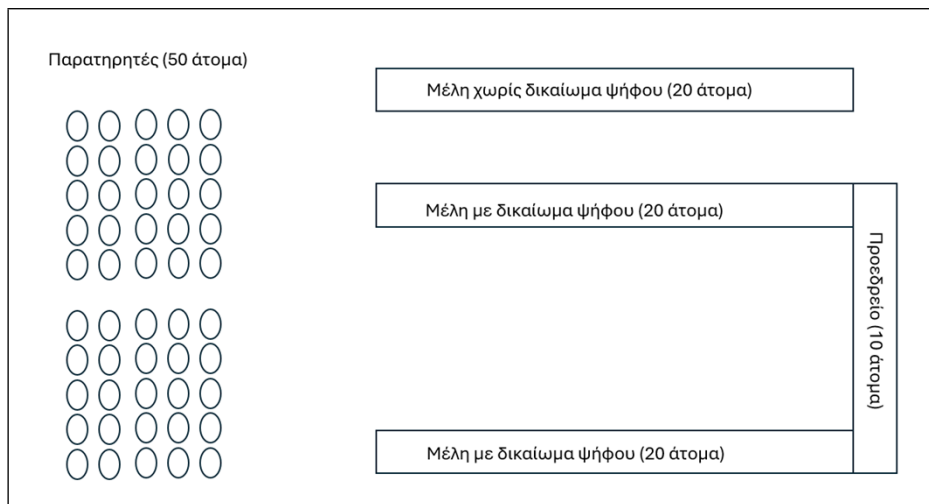 Παρατηρητές (50 άτομα)
Μέλη χωρίς δικαίωμα ψήφου (20 άτομα)
Μέλη με δικαίωμα ψήφου (20 άτομα)
Προεδρείο (10 άτομα)
Μέλη με δικαίωμα ψήφου (20 άτομα)